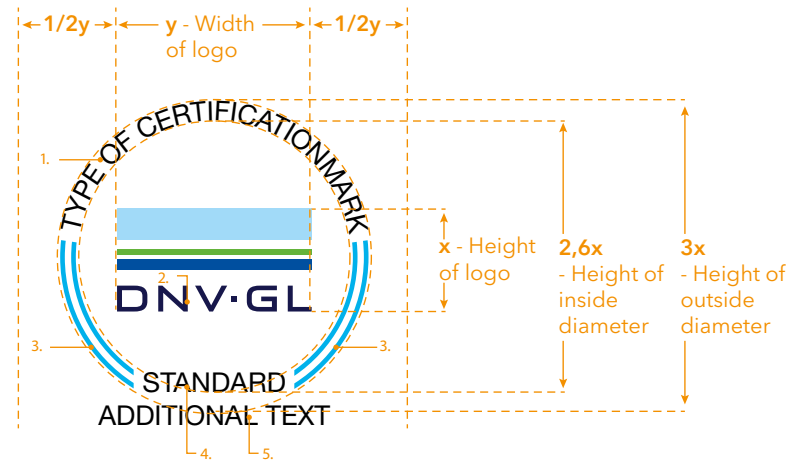 1/2y
y - Width
of logo
1/2y
TYPE OF CERTIFICATIONMARK
1.
x - Height
of logo
2,6x
- Height of
inside
diameter
3x
- Height of
outside
diameter
2.
DNV·GL
3.
3.
STANDARD
ADDITIONAL TEXT
4.
5.